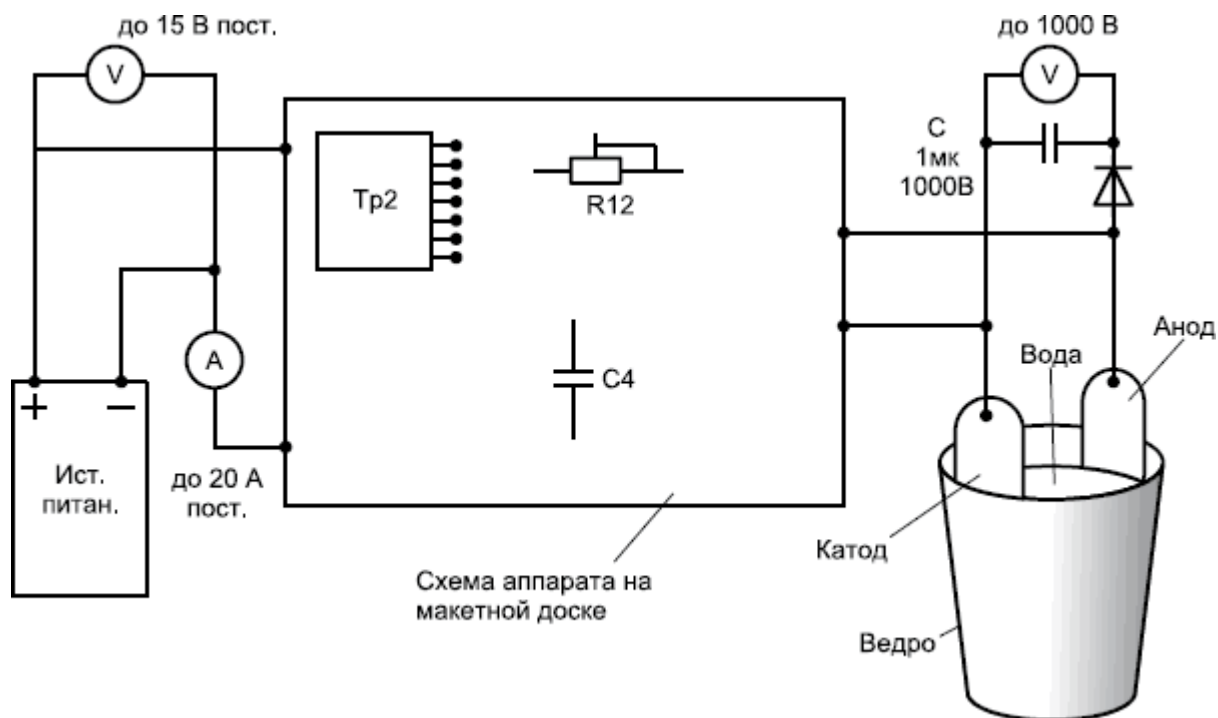 до 15 В пост.
V
до 1000 В
V
С
1мк
1000В
Тр2
R12
А
С4
+ −
Ист.
питан.
до 20 А
пост.
Вода
Анод
Катод
Ведро
Схема аппарата на
макетной доске